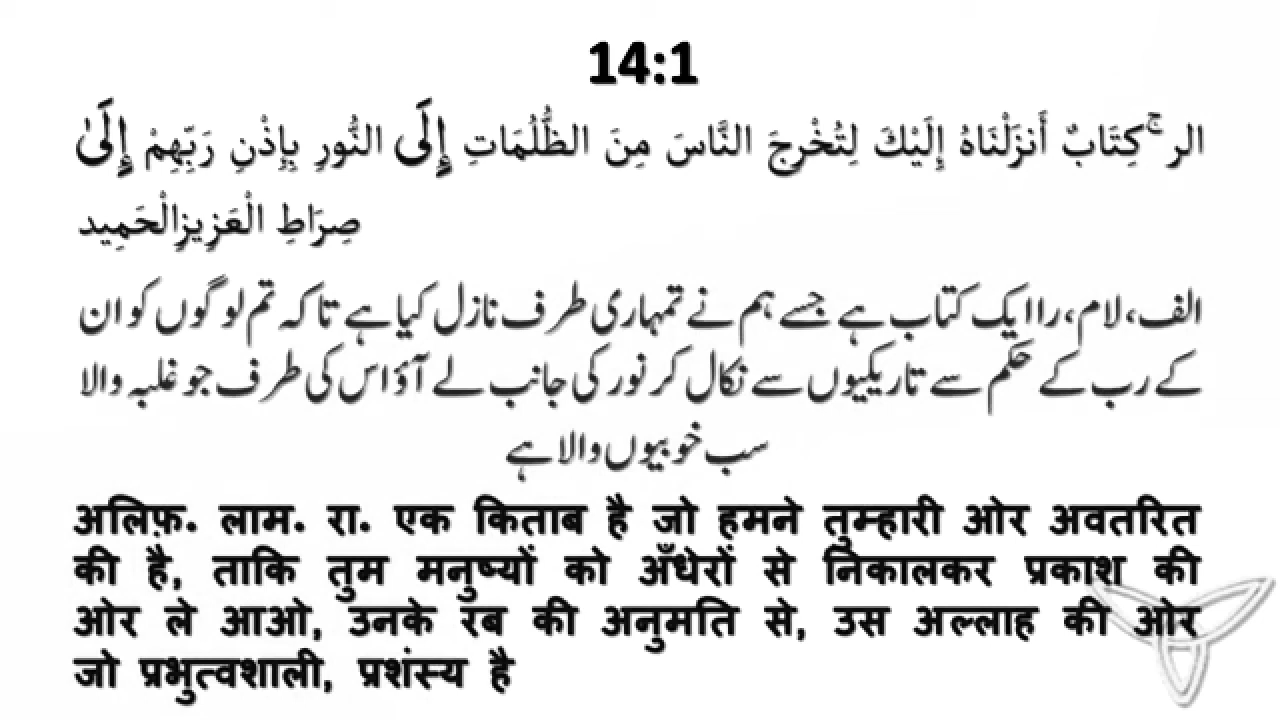 14:1
الر ۚ كِتَابٌ أَنزَلْنَاهُ إِلَيْكَ لِتُخْرِجَ النَّاسَ مِنَ الظُّلُمَاتِ إِلَى النُّورِ بِإِذْنِ رَبِّهِمْ إِلَىٰ
صِرَاطِ الْعَزِيزِالْحَمِيد
الف، لام، را ایک کتاب ہے جسے ہم نے تمہاری طرف نازل کیا ہے تاکہ تم لوگوں کو ان
کے رب کے حکم سے تاریکیوں سے نکال کر نور کی جانب لے آؤ اس کی طرف جو غلبہ والا
سب خوبیوں والا ہے
अलिफ़. लाम. रा. एक किताब है जो हमने तुम्हारी ओर अवतरित
की है, ताकि तुम मनुष्यों को अँधेरों से निकालकर प्रकाश की
ओर ले आओ, उनके रब की अनुमति से, उस अल्लाह की ओर
जो प्रभुत्वशाली, प्रशंस्य है